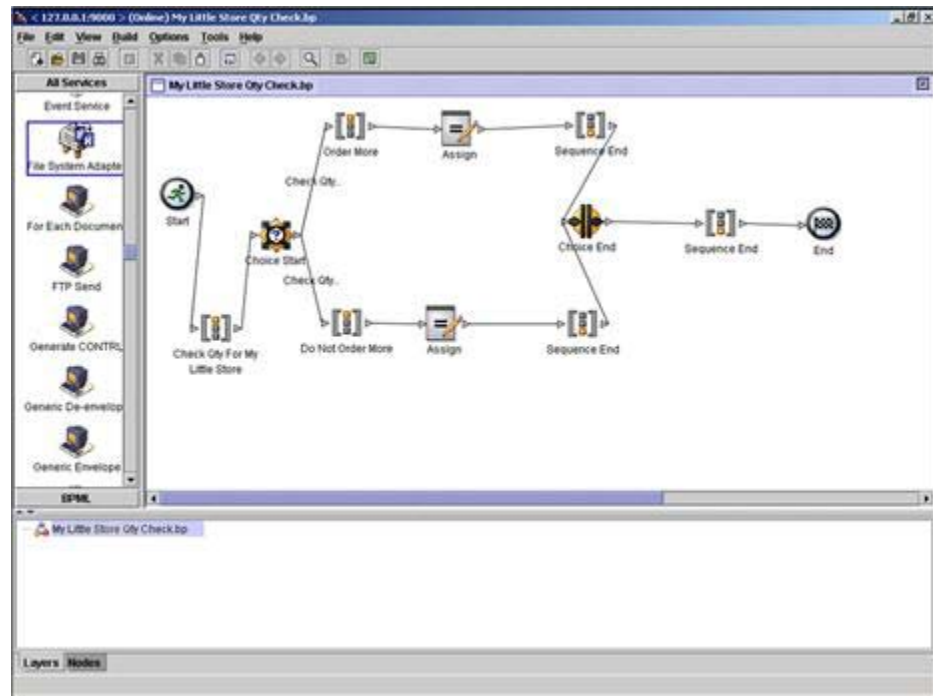 < 127.0.0.1:9000 > (Online) My Little Store Qty Check.bp
File Edit View Build Options Tools Help
All Services
Event Service
File System Adapte
For Each Documen
FTP Send
Generate CONTRL
Generic De-envelop
Generic Envelope
BPML
My Little Store Qty Check.bp
Order More
Assign
Sequence End
Check Qty..
Start
Choice Start
Choice End
Sequence End
End
Check Qty..
Check Qty For My
Little Store
Do Not Order More
Assign
Sequence End
My Little Store Qty Check.bp
Layers Nodes